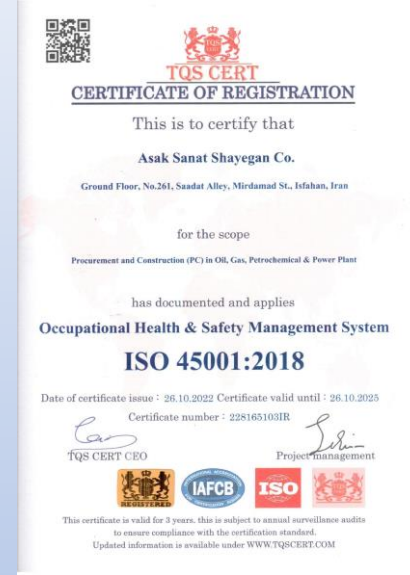 TQS
TQS CERT
CERTIFICATE OF REGISTRATION
This is to certify that
Asak Sanat Shayegan Co.
Ground Floor, No.261, Saadat Alley, Mirdamad St., Isfahan, Iran
for the scope
Procurement and Construction (PC) in Oil, Gas, Petrochemical & Power Plant
has documented and applies
Occupational Health & Safety Management System
ISO 45001:2018
Date of certificate issue : 26.10.2022 Certificate valid until : 26.10.2025
Certificate number : 228165103IR
TQS CERT CEO
Project management
REGISTERED
IAFCB
ISO
This certificate is valid for 3 years. this is subject to annual surveillance audits
to ensure compliance with the certification standard.
Updated information is available under WWW.TQSCERT.COM